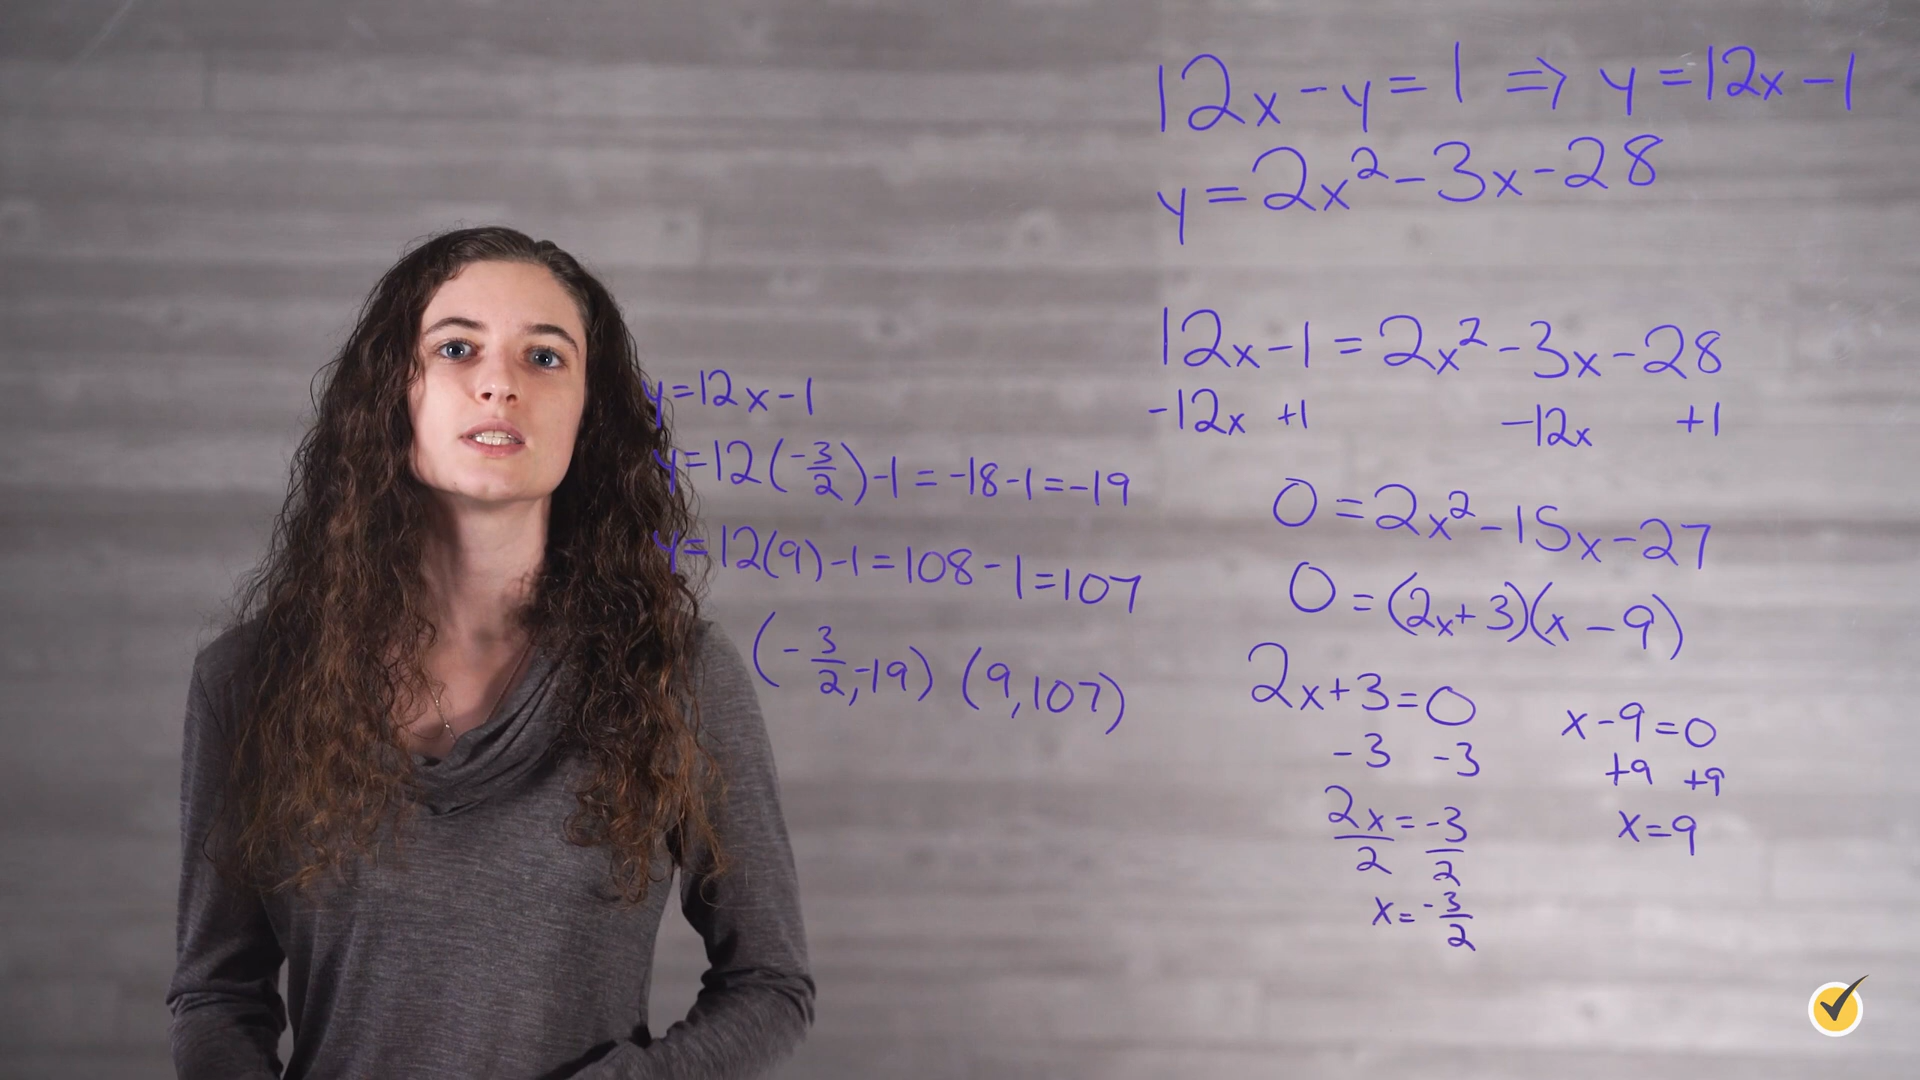 12x-y=1 ⇒ y=12x-1
y=2x²-3x-28
12x-1=2x²-3x-28
-12x +1 -12x +1
0=2x²-15x-27
0=(2x+3)(x-9)
2x+3=0
-3 -3
2x/2=-3/2
x=-3/2
x-9=0
+9 +9
x=9
y=12x-1
y=12(-3/2)-1=-18-1=-19
y=12(9)-1=108-1=107
(-3/2,-19) (9,107)